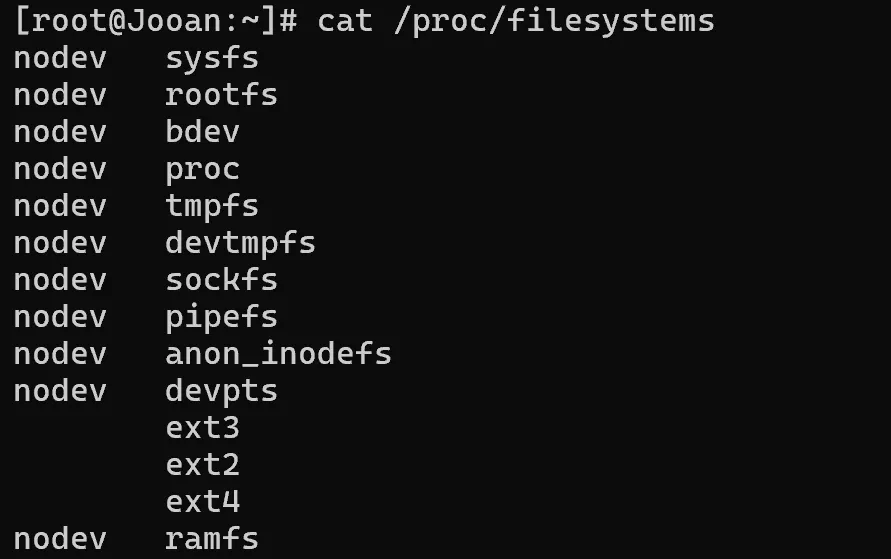 [root@Jooan:~]# cat /proc/filesystems
nodev   sysfs
nodev   rootfs
nodev   bdev
nodev   proc
nodev   tmpfs
nodev   devtmpfs
nodev   sockfs
nodev   pipefs
nodev   anon_inodefs
nodev   devpts
        ext3
        ext2
        ext4
nodev   ramfs